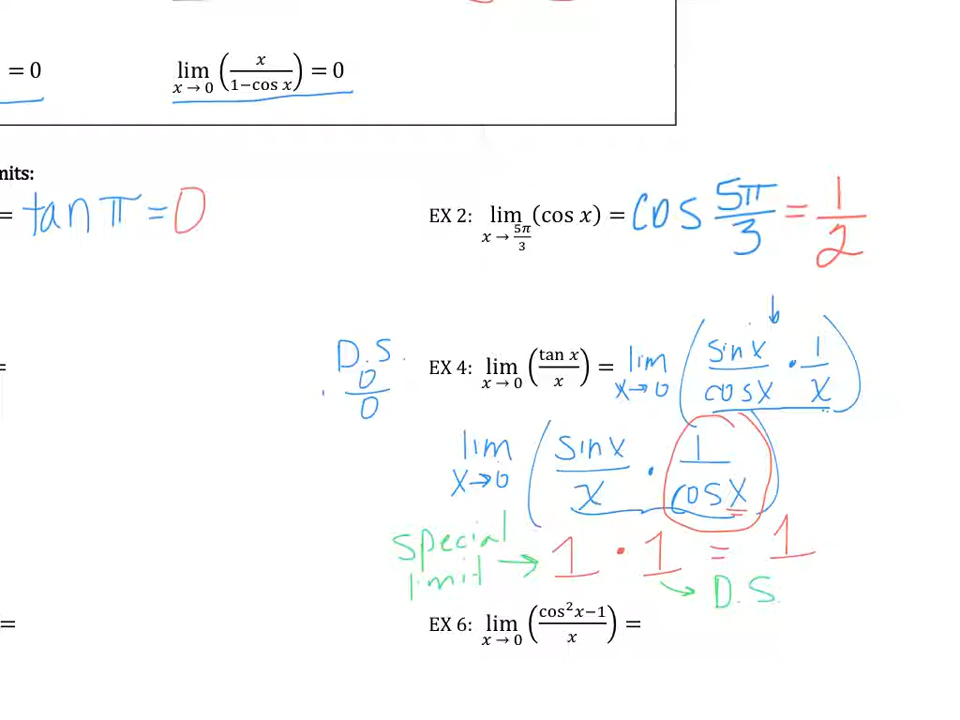 = 0
lim x→0 (x/(1−cos x)) = 0
nits:
= tan π = 0
EX 2: lim x→5π/3 (cos x) = cos 5π/3 = 1/2
=
D.S. 0/0
EX 4: lim x→0 (tan x/x) = lim x→0 (sin x/cos x · 1/x)
lim x→0 (sin x/x · 1/cos x)
special limit → 1 · 1 = 1
→ D.S.
=
EX 6: lim x→0 (cos²x−1/x) =